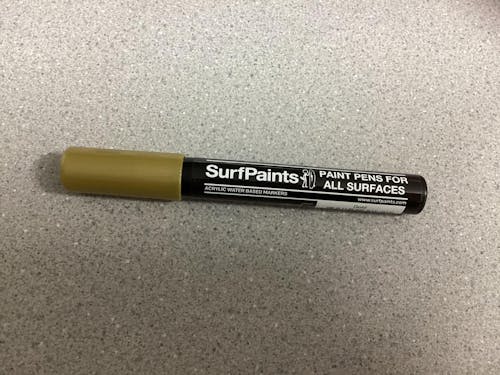 SurfPaints
ACRYLIC WATER BASED MARKERS
PAINT PENS FOR
ALL SURFACES
www.surfpaints.com